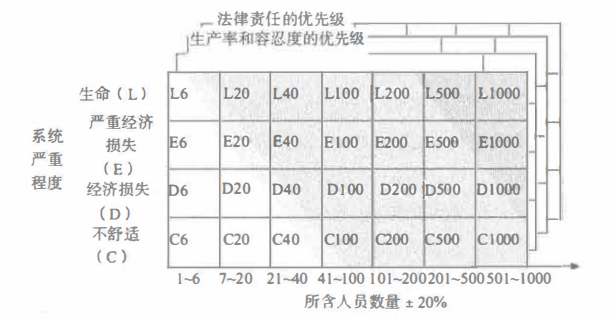 法律责任的优先级
生产率和容忍度的优先级
生命（L） L6 L20 L40 L100 L200 L500 L1000
系统
严重
程度
严重经济
损失
（E） E6 E20 E40 E100 E200 E500 E1000
经济损失
（D） D6 D20 D40 D100 D200 D500 D1000
不舒适
（C） C6 C20 C40 C100 C200 C500 C1000
1~6 7~20 21~40 41~100 101~200 201~500 501~1000
所含人员数量 ± 20%